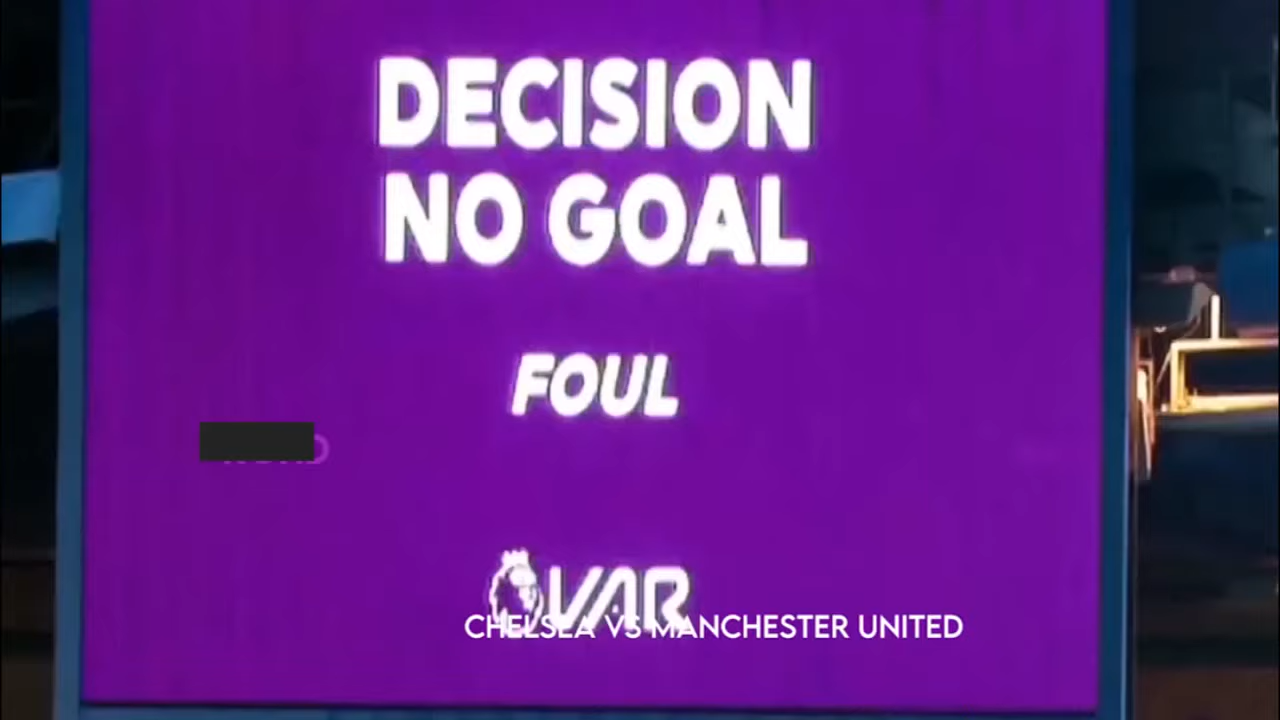 DECISION
NO GOAL
FOUL
VAR
CHELSEA VS MANCHESTER UNITED